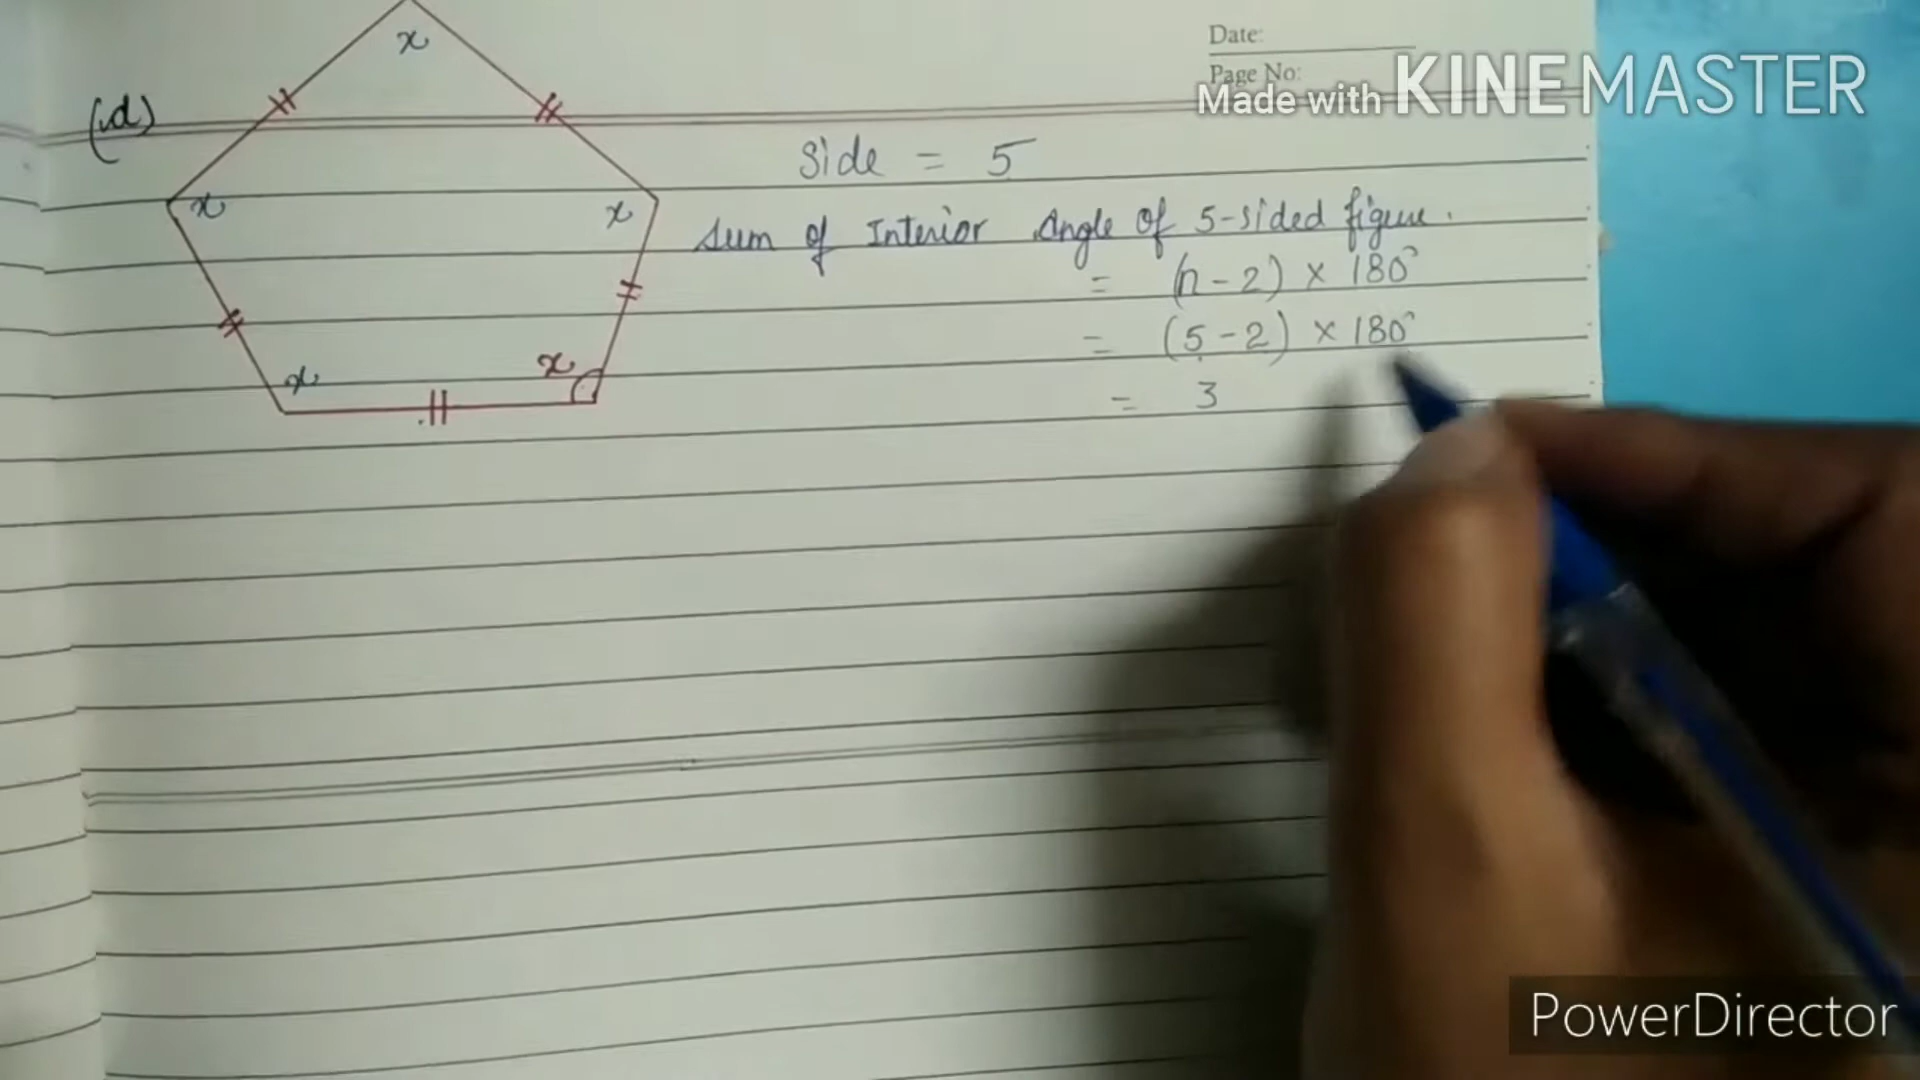 x
Date:
Page No:
Made with KINEMASTER
(d)
Side = 5
x
x
Sum of Interior Angle of 5-sided figure.
= (n-2) × 180°
= (5-2) × 180°
x
x
= 3
PowerDirector